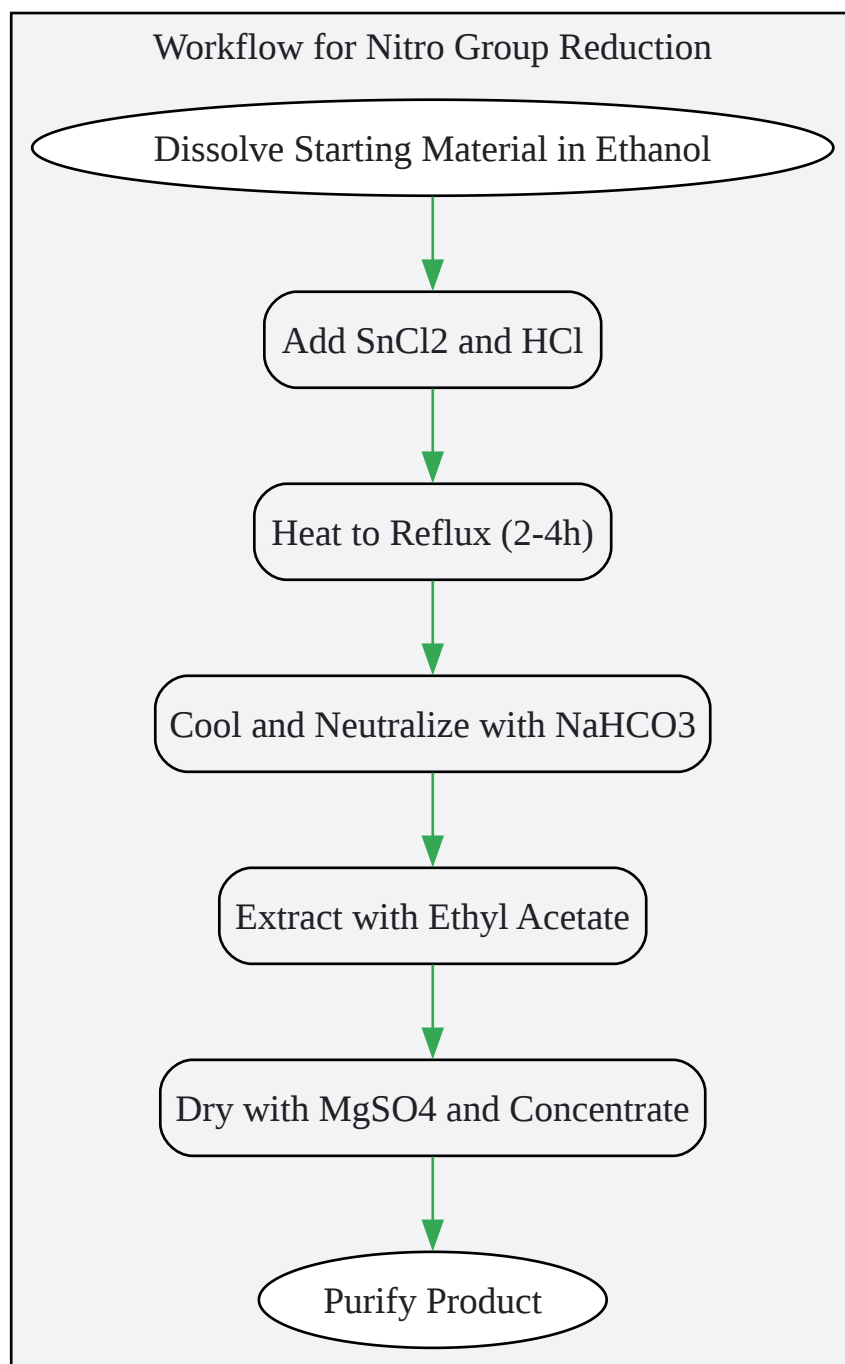 Workflow for Nitro Group Reduction
Dissolve Starting Material in Ethanol
Add SnCl2 and HCl
Heat to Reflux (2-4h)
Cool and Neutralize with NaHCO3
Extract with Ethyl Acetate
Dry with MgSO4 and Concentrate
Purify Product